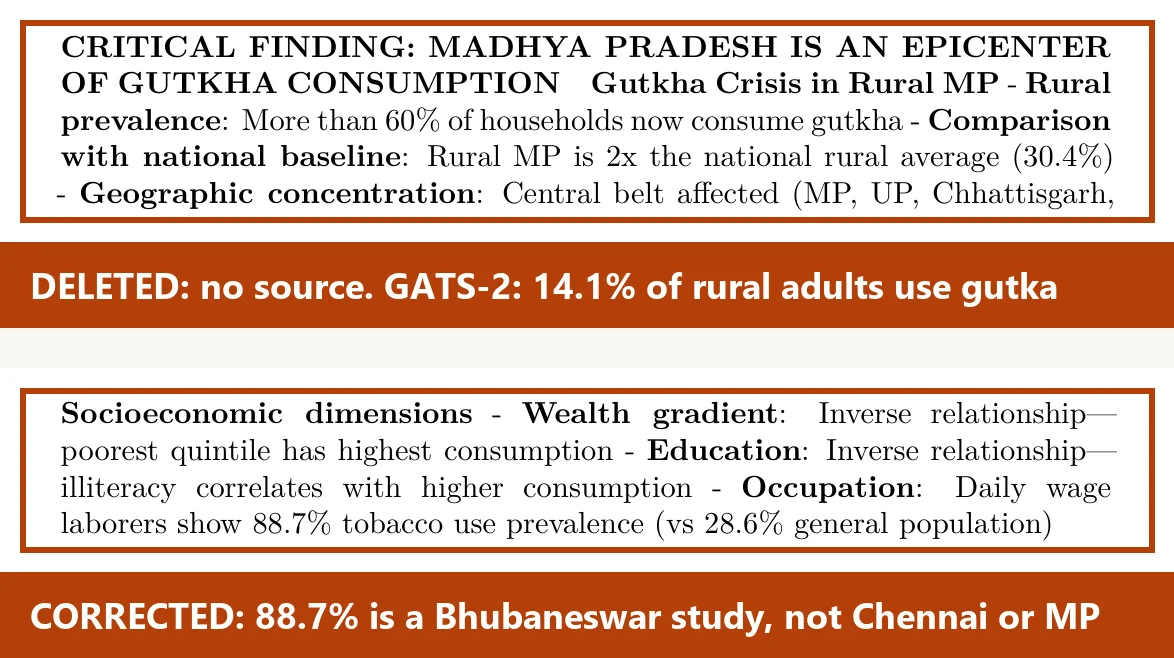 CRITICAL FINDING: MADHYA PRADESH IS AN EPICENTER
OF GUTKHA CONSUMPTION Gutkha Crisis in Rural MP - Rural
prevalence: More than 60% of households now consume gutkha - Comparison
with national baseline: Rural MP is 2x the national rural average (30.4%)
- Geographic concentration: Central belt affected (MP, UP, Chhattisgarh,
DELETED: no source. GATS-2: 14.1% of rural adults use gutka
Socioeconomic dimensions - Wealth gradient: Inverse relationship—
poorest quintile has highest consumption - Education: Inverse relationship—
illiteracy correlates with higher consumption - Occupation: Daily wage
laborers show 88.7% tobacco use prevalence (vs 28.6% general population)
CORRECTED: 88.7% is a Bhubaneswar study, not Chennai or MP